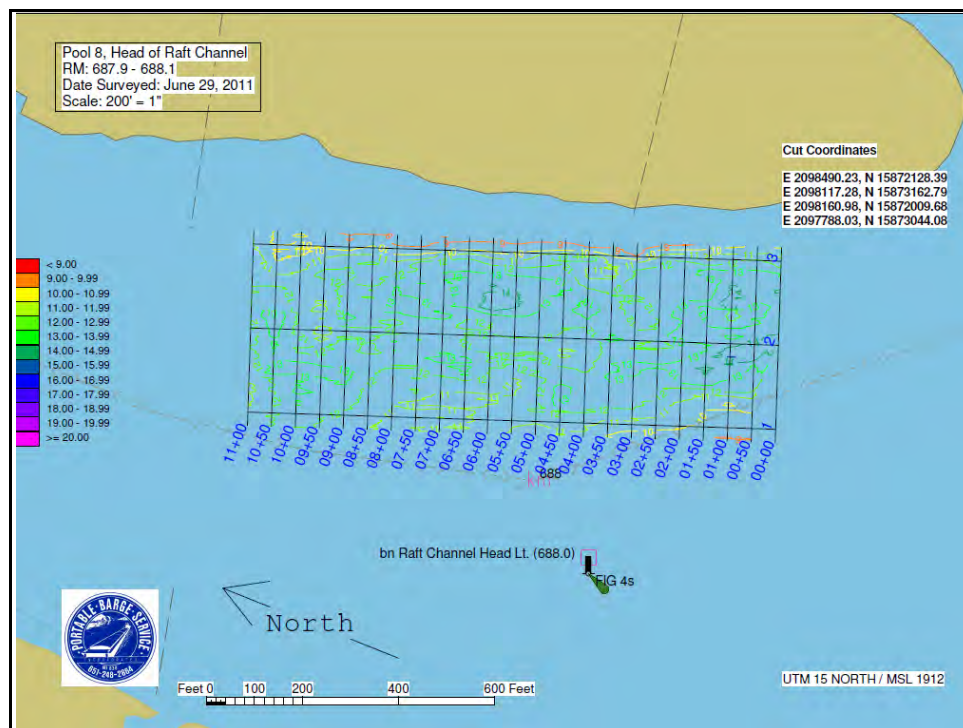 Pool 8, Head of Raft Channel
RM: 687.9 - 688.1
Date Surveyed: June 29, 2011
Scale: 200' = 1"
Cut Coordinates
E 2098490.23, N 15872128.39
E 2098117.28, N 15873162.79
E 2098160.98, N 15872009.68
E 2097788.03, N 15873044.08
< 9.00
9.00 - 9.99
10.00 - 10.99
11.00 - 11.99
12.00 - 12.99
13.00 - 13.99
14.00 - 14.99
15.00 - 15.99
16.00 - 16.99
17.00 - 17.99
18.00 - 18.99
19.00 - 19.99
>= 20.00
3
2
1
11+00
10+50
10+00
09+50
09+00
08+50
08+00
07+50
07+00
06+50
06+00
05+50
05+00
04+50
04+00
03+50
03+00
02+50
02+00
01+50
01+00
00+50
00+00
688
bn Raft Channel Head Lt. (688.0)
FlG 4s
North
PORTABLE·BARGE·SERVICE
651-248-2864
Feet 0 100 200 400 600 Feet
UTM 15 NORTH / MSL 1912